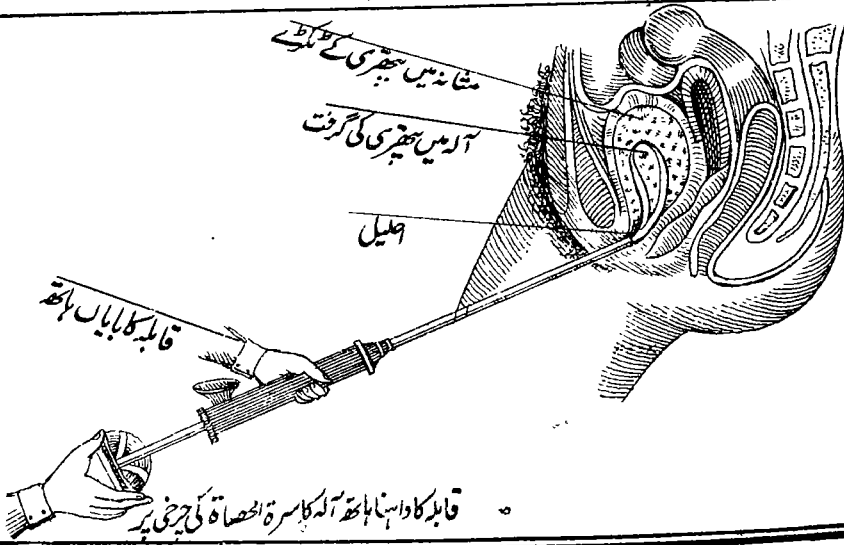 مثانہ میں پتھری کے ٹکڑے
آلہ میں پتھری کی گرفت
احلیل
قابلہ کا بایاں ہاتھ
قابلہ کا داہنا ہاتھ آلہ کاسرۃ الحصاۃ کی چرخی پر